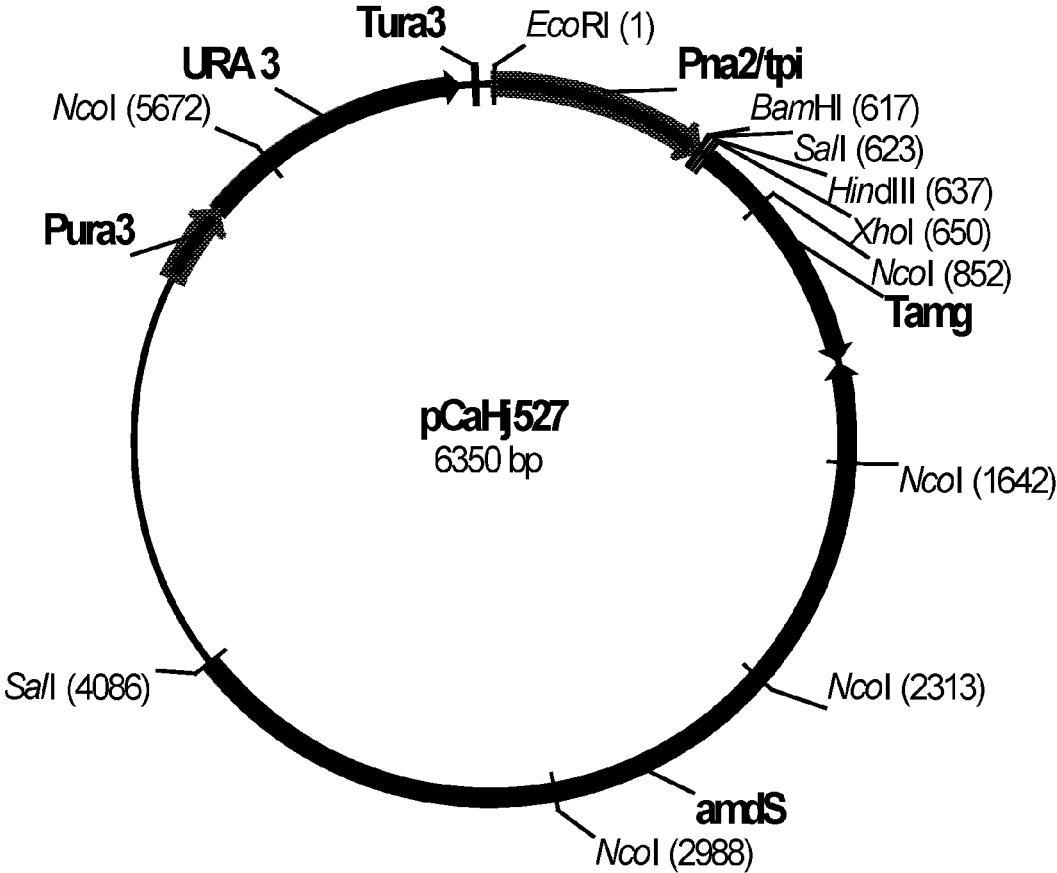 Tura3
EcoRI (1)
URA 3
Pna2/tpi
NcoI (5672)
BamHI (617)
SalI (623)
HindIII (637)
XhoI (650)
NcoI (852)
Pura3
Tamg
pCaHj527
6350 bp
NcoI (1642)
SalI (4086)
NcoI (2313)
amdS
NcoI (2988)